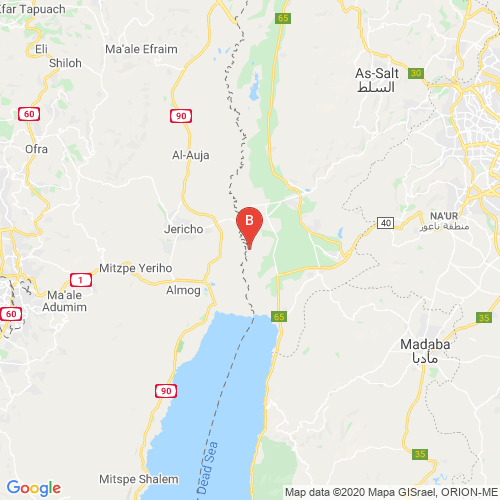 Kfar Tapuach
65
Eli
Ma'ale Efraim
Shiloh
As-Salt
السلط
30
60
90
35
Ofra
Al-Auja
B
NA'UR
منطقة ناعور
40
Jericho
Mitzpe Yeriho
1
Almog
Ma'ale
Adumim
60
65
35
Madaba
مادبا
90
35
Dead Sea
Mitspe Shalem
Google
Map data ©2020 Mapa GISrael, ORION-ME